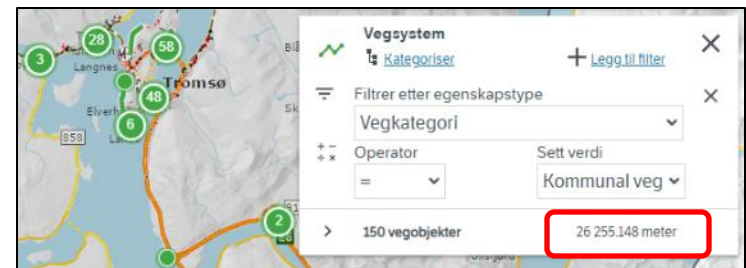 28
58
3
Langnes
Tromsø
48
Elverh
6
858
2
Vegsystem
Kategoriser
Legg til filter
Filtrer etter egenskapstype
Vegkategori
Operator
Sett verdi
=
Kommunal veg
150 vegobjekter
26 255.148 meter